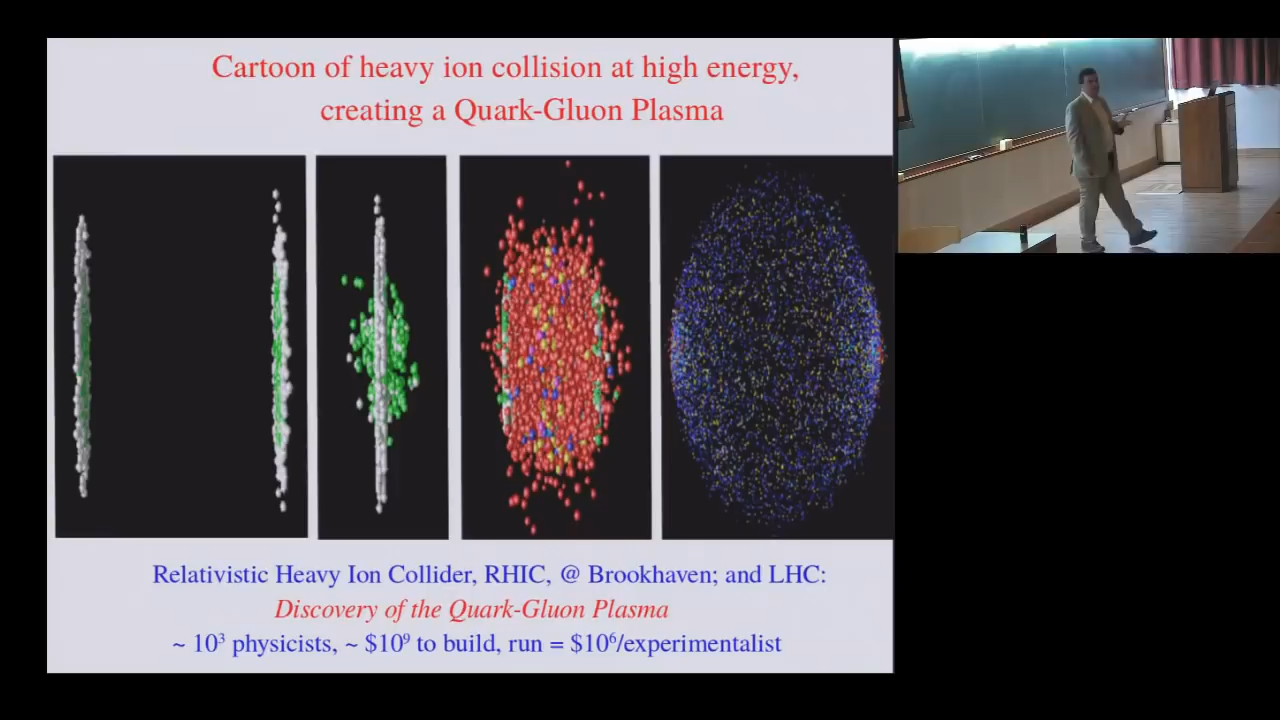 Cartoon of heavy ion collision at high energy,
creating a Quark-Gluon Plasma
Relativistic Heavy Ion Collider, RHIC, @ Brookhaven; and LHC:
Discovery of the Quark-Gluon Plasma
~ 10³ physicists, ~ $10⁹ to build, run = $10⁶/experimentalist